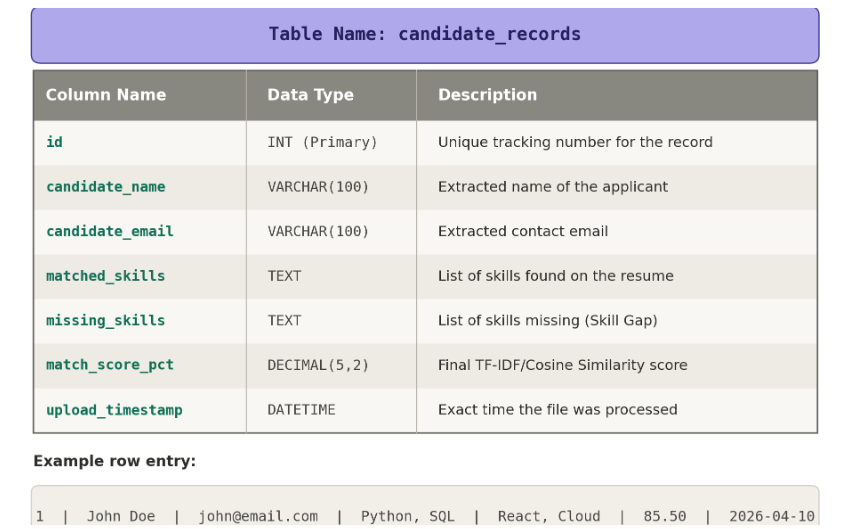 Table Name: candidate_records
Column Name Data Type Description
id INT (Primary) Unique tracking number for the record
candidate_name VARCHAR(100) Extracted name of the applicant
candidate_email VARCHAR(100) Extracted contact email
matched_skills TEXT List of skills found on the resume
missing_skills TEXT List of skills missing (Skill Gap)
match_score_pct DECIMAL(5,2) Final TF-IDF/Cosine Similarity score
upload_timestamp DATETIME Exact time the file was processed
Example row entry:
1 | John Doe | john@email.com | Python, SQL | React, Cloud | 85.50 | 2026-04-10